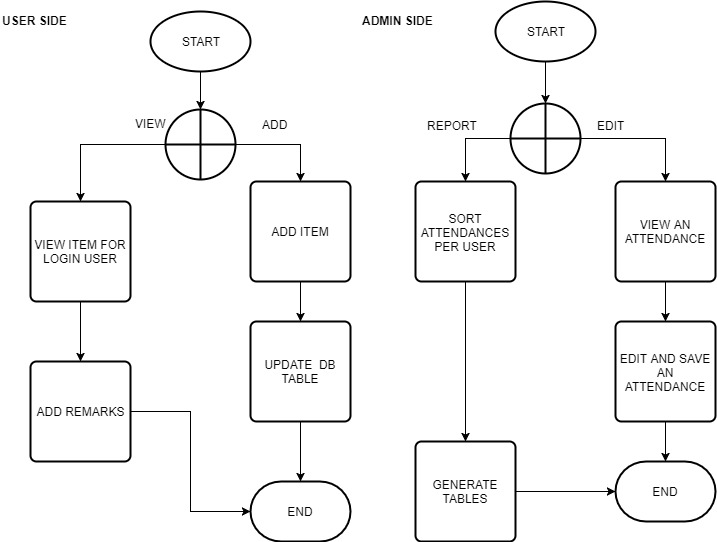 USER SIDE
START
VIEW
ADD
VIEW ITEM FOR
LOGIN USER
ADD ITEM
ADD REMARKS
UPDATE DB
TABLE
END
ADMIN SIDE
START
REPORT
EDIT
SORT
ATTENDANCES
PER USER
VIEW AN
ATTENDANCE
EDIT AND SAVE
AN
ATTENDANCE
GENERATE
TABLES
END